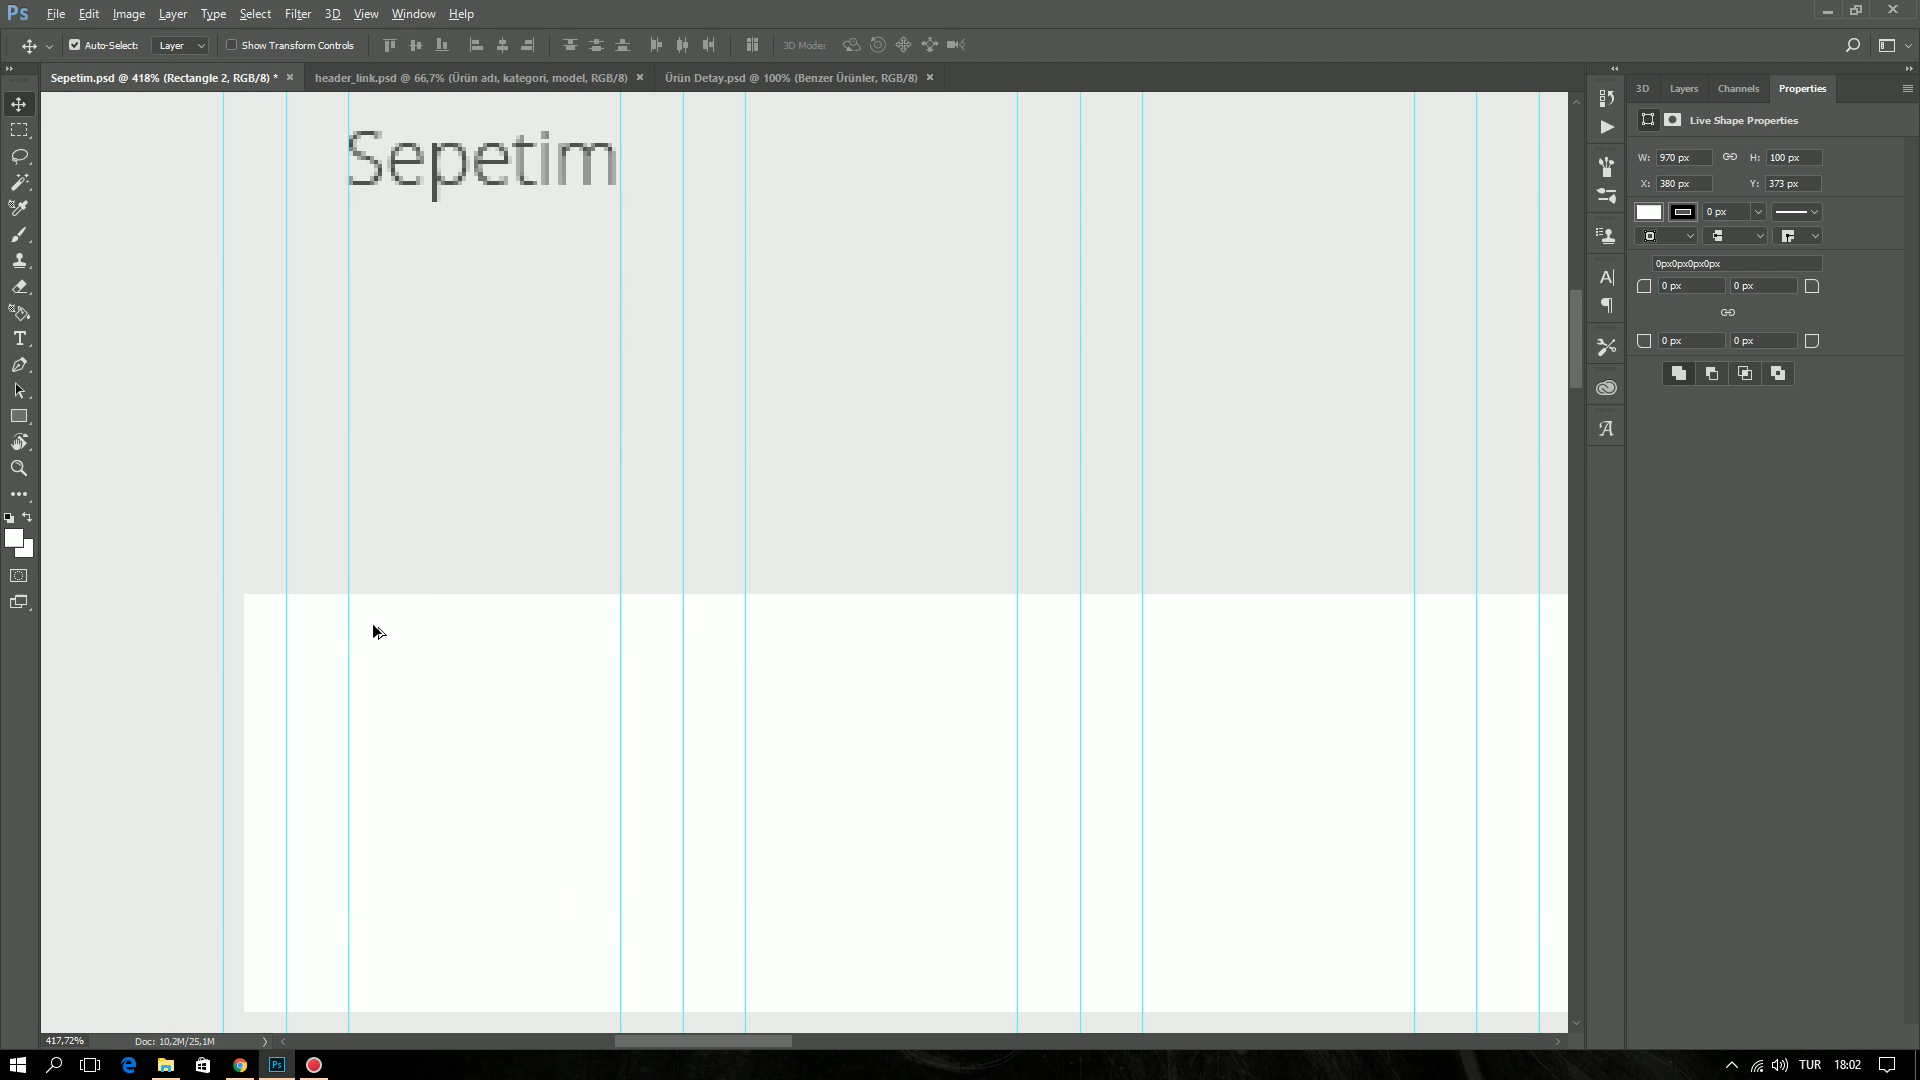 Ps File Edit Image Layer Type Select Filter 3D View Window Help
Auto-Select: Layer Show Transform Controls 3D Mode:
Sepetim.psd @ 418% (Rectangle 2, RGB/8) * × header_link.psd @ 66,7% (Ürün adı, kategori, model, RGB/8) × Ürün Detay.psd @ 100% (Benzer Ürünler, RGB/8) ×
3D Layers Channels Properties
Live Shape Properties
W: 970 px H: 100 px
X: 380 px Y: 373 px
0 px
0px0px0px0px
0 px 0 px
0 px 0 px
Sepetim
417,72% Doc: 10,2M/25,1M
Ps TUR 18:02